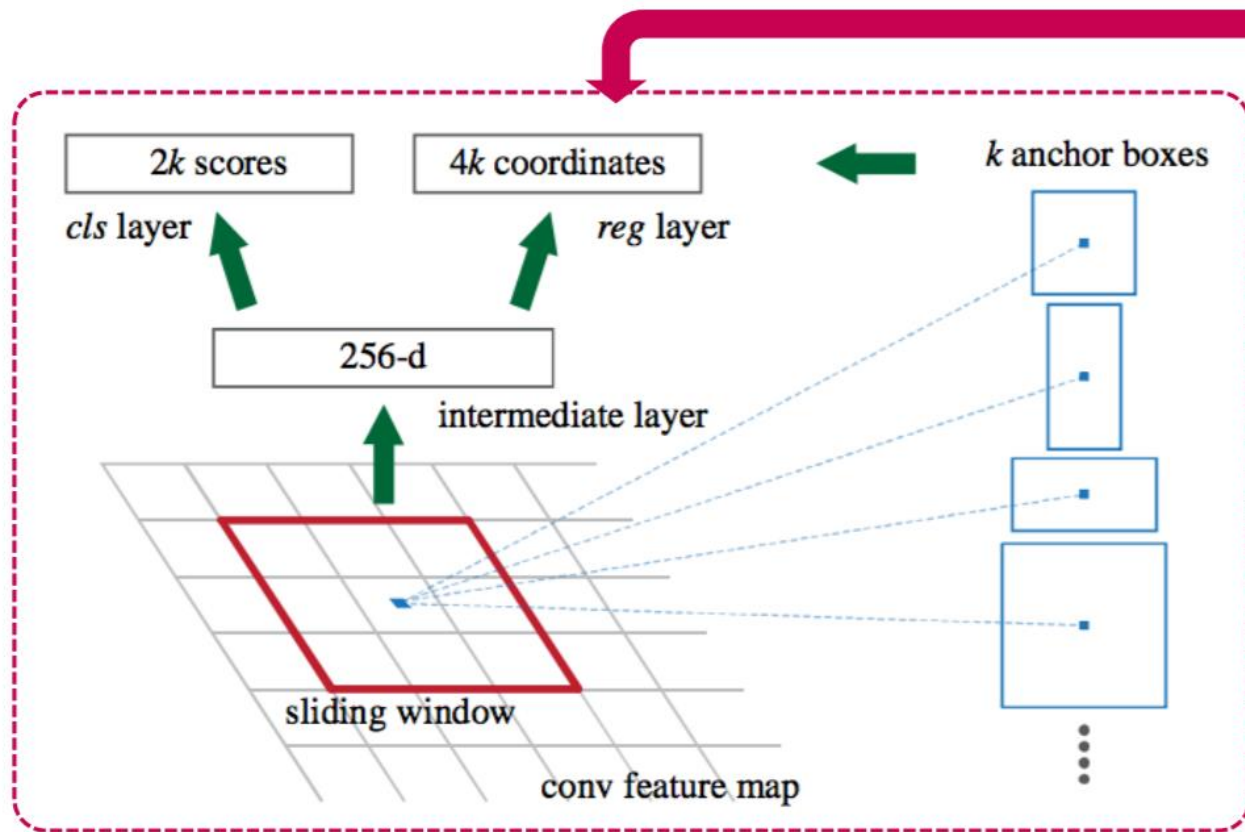 2k scores
4k coordinates
k anchor boxes
cls layer
reg layer
256-d
intermediate layer
sliding window
conv feature map